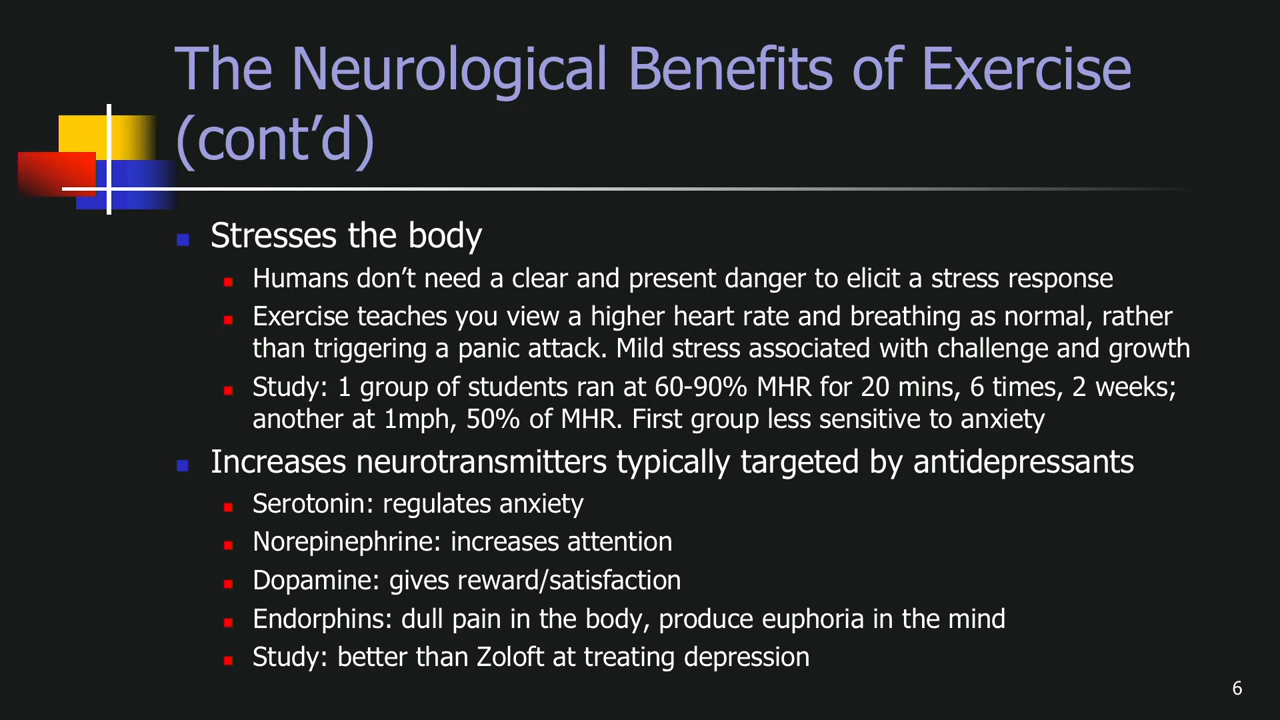 The Neurological Benefits of Exercise
(cont’d)
Stresses the body
Humans don’t need a clear and present danger to elicit a stress response
Exercise teaches you view a higher heart rate and breathing as normal, rather
than triggering a panic attack. Mild stress associated with challenge and growth
Study: 1 group of students ran at 60-90% MHR for 20 mins, 6 times, 2 weeks;
another at 1mph, 50% of MHR. First group less sensitive to anxiety
Increases neurotransmitters typically targeted by antidepressants
Serotonin: regulates anxiety
Norepinephrine: increases attention
Dopamine: gives reward/satisfaction
Endorphins: dull pain in the body, produce euphoria in the mind
Study: better than Zoloft at treating depression
6